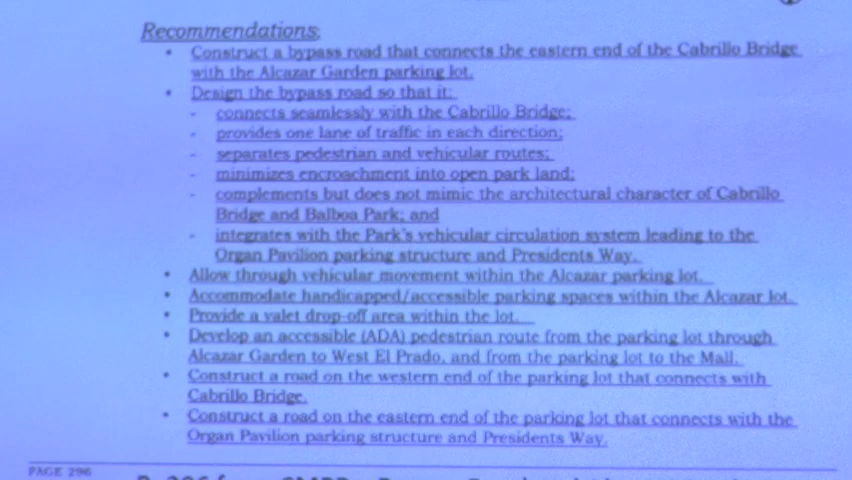 Recommendations:
• Construct a bypass road that connects the eastern end of the Cabrillo Bridge
with the Alcazar Garden parking lot.
• Design the bypass road so that it:
- connects seamlessly with the Cabrillo Bridge;
- provides one lane of traffic in each direction;
- separates pedestrian and vehicular routes;
- minimizes encroachment into open park land;
- complements but does not mimic the architectural character of Cabrillo
Bridge and Balboa Park; and
- integrates with the Park's vehicular circulation system leading to the
Organ Pavilion parking structure and Presidents Way.
• Allow through vehicular movement within the Alcazar parking lot.
• Accommodate handicapped/accessible parking spaces within the Alcazar lot.
• Provide a valet drop-off area within the lot.
• Develop an accessible (ADA) pedestrian route from the parking lot through
Alcazar Garden to West El Prado, and from the parking lot to the Mall.
• Construct a road on the western end of the parking lot that connects with
Cabrillo Bridge.
• Construct a road on the eastern end of the parking lot that connects with the
Organ Pavilion parking structure and Presidents Way.
PAGE 296